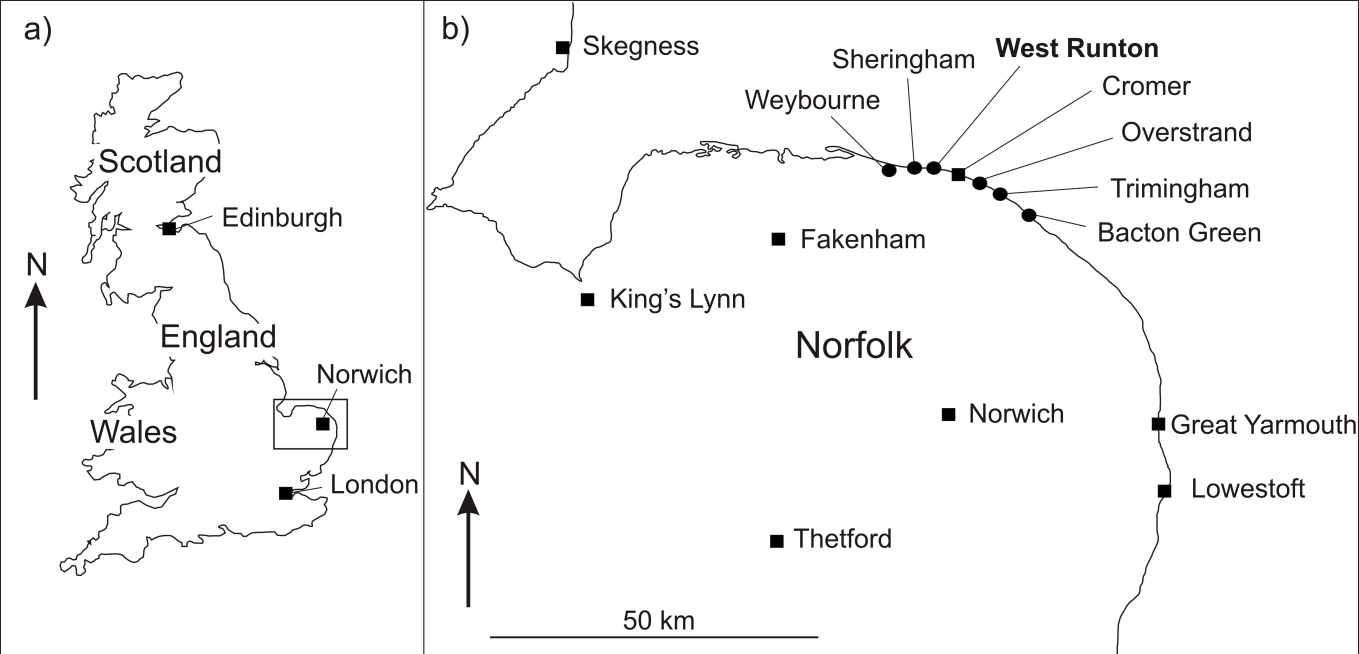 a)
Scotland
Edinburgh
N
England
Norwich
Wales
London
b)
Skegness
Sheringham
West Runton
Weybourne
Cromer
Overstrand
Trimingham
Bacton Green
Fakenham
King's Lynn
Norfolk
Norwich
Great Yarmouth
N
Lowestoft
Thetford
50 km